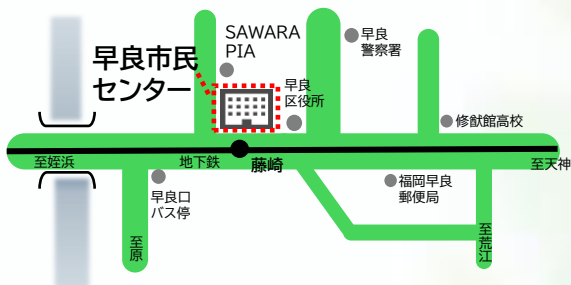 SAWARA
PIA
早良
警察署
早良市民
センター
早良
区役所
修猷館高校
至姪浜
地下鉄
藤崎
至天神
早良口
バス停
福岡早良
郵便局
至原
至荒江